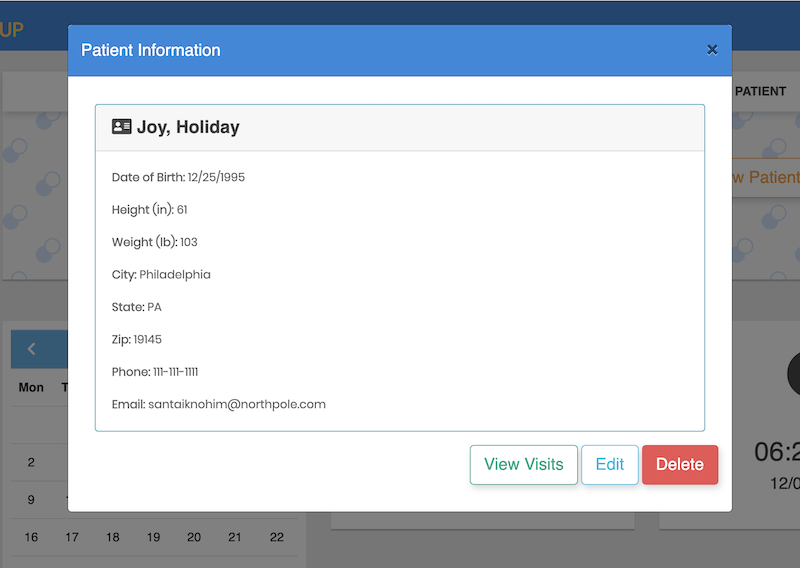 UP
Patient Information ×
PATIENT
Joy, Holiday
Date of Birth: 12/25/1995
w Patient
Height (in): 61
Weight (lb): 103
City: Philadelphia
State: PA
Zip: 19145
Phone: 111-111-1111
Email: santaiknohim@northpole.com
View Visits Edit Delete
Mon T
2
9
16 17 18 19 20 21 22
06:2
12/0